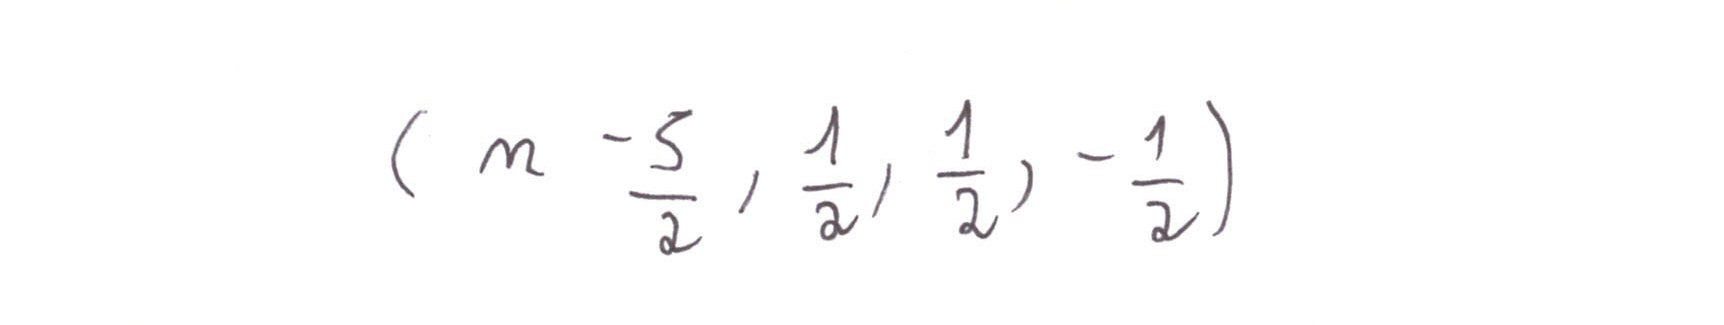 ( n -5/2 , 1/2 , 1/2 , -1/2 )